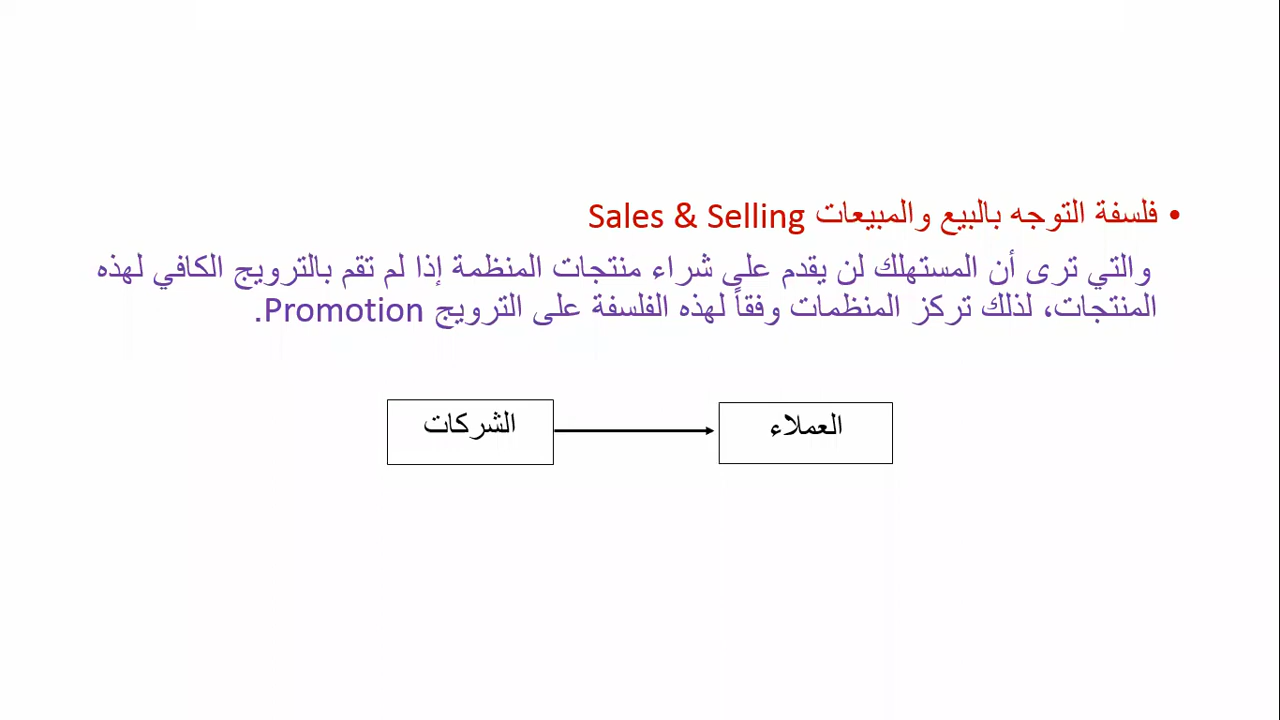 • فلسفة التوجه بالبيع والمبيعات Sales & Selling
والتي ترى أن المستهلك لن يقدم على شراء منتجات المنظمة إذا لم تقم بالترويج الكافي لهذه
المنتجات، لذلك تركز المنظمات وفقاً لهذه الفلسفة على الترويج Promotion.
الشركات
العملاء